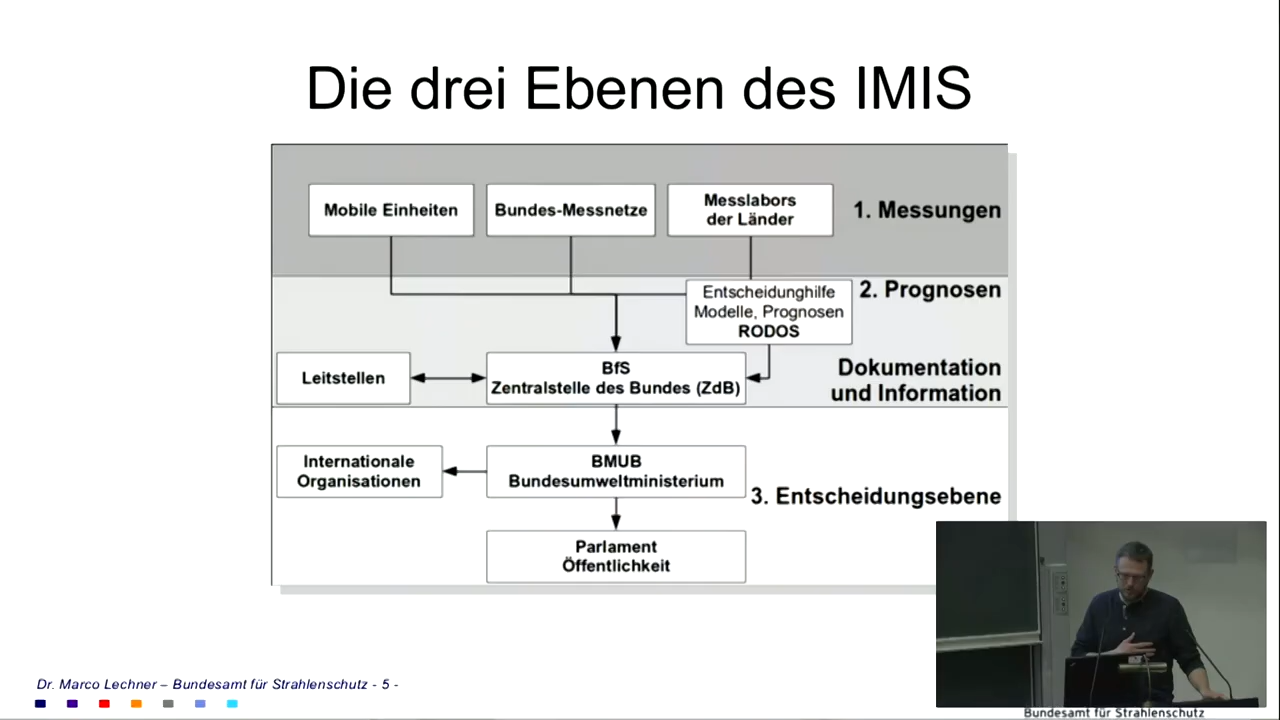 Die drei Ebenen des IMIS
Mobile Einheiten
Bundes-Messnetze
Messlabors
der Länder
1. Messungen
Entscheidunghilfe
Modelle, Prognosen
RODOS
2. Prognosen
Leitstellen
BfS
Zentralstelle des Bundes (ZdB)
Dokumentation
und Information
Internationale
Organisationen
BMUB
Bundesumweltministerium
3. Entscheidungsebene
Parlament
Öffentlichkeit
Dr. Marco Lechner – Bundesamt für Strahlenschutz - 5 -
Bundesamt für Strahlenschutz